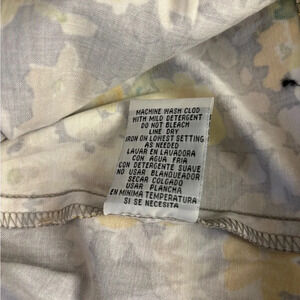 MACHINE WASH CLOD
WITH MILD DETERGENT
DO NOT BLEACH
LINE DRY
IRON ON LOWEST SETTING
AS NEEDED
LAVAR EN LAVADORA
CON AGUA FRIA
CON DETERGENTE SUAVE
NO USAR BLANQUEADOR
SECAR COLGADO
USAR PLANCHA
EN MINIMA TEMPERATURA
SI SE NECESITA